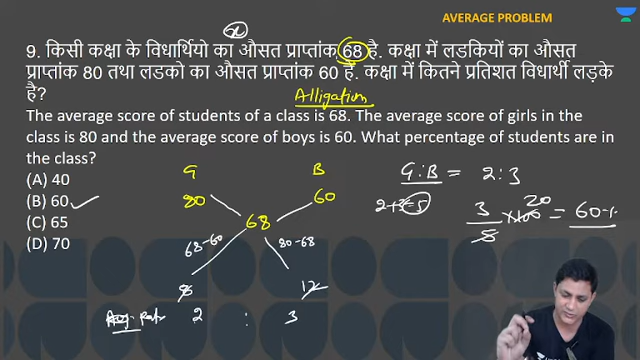 AVERAGE PROBLEM
9. किसी कक्षा के विधार्थियो का औसत प्राप्तांक 68 है. कक्षा में लडकियों का औसत
प्राप्तांक 80 तथा लडको का औसत प्राप्तांक 60 हैं. कक्षा में कितने प्रतिशत विधार्थी लड़के
है?
Alligation
The average score of students of a class is 68. The average score of girls in the
class is 80 and the average score of boys is 60. What percentage of students are in
the class?
(A) 40
(B) 60
(C) 65
(D) 70
G B
80 60
68
68-60 80-68
8 12
2 : 3
G : B = 2 : 3
2+3=5
3/5 × 100 20 = 60%